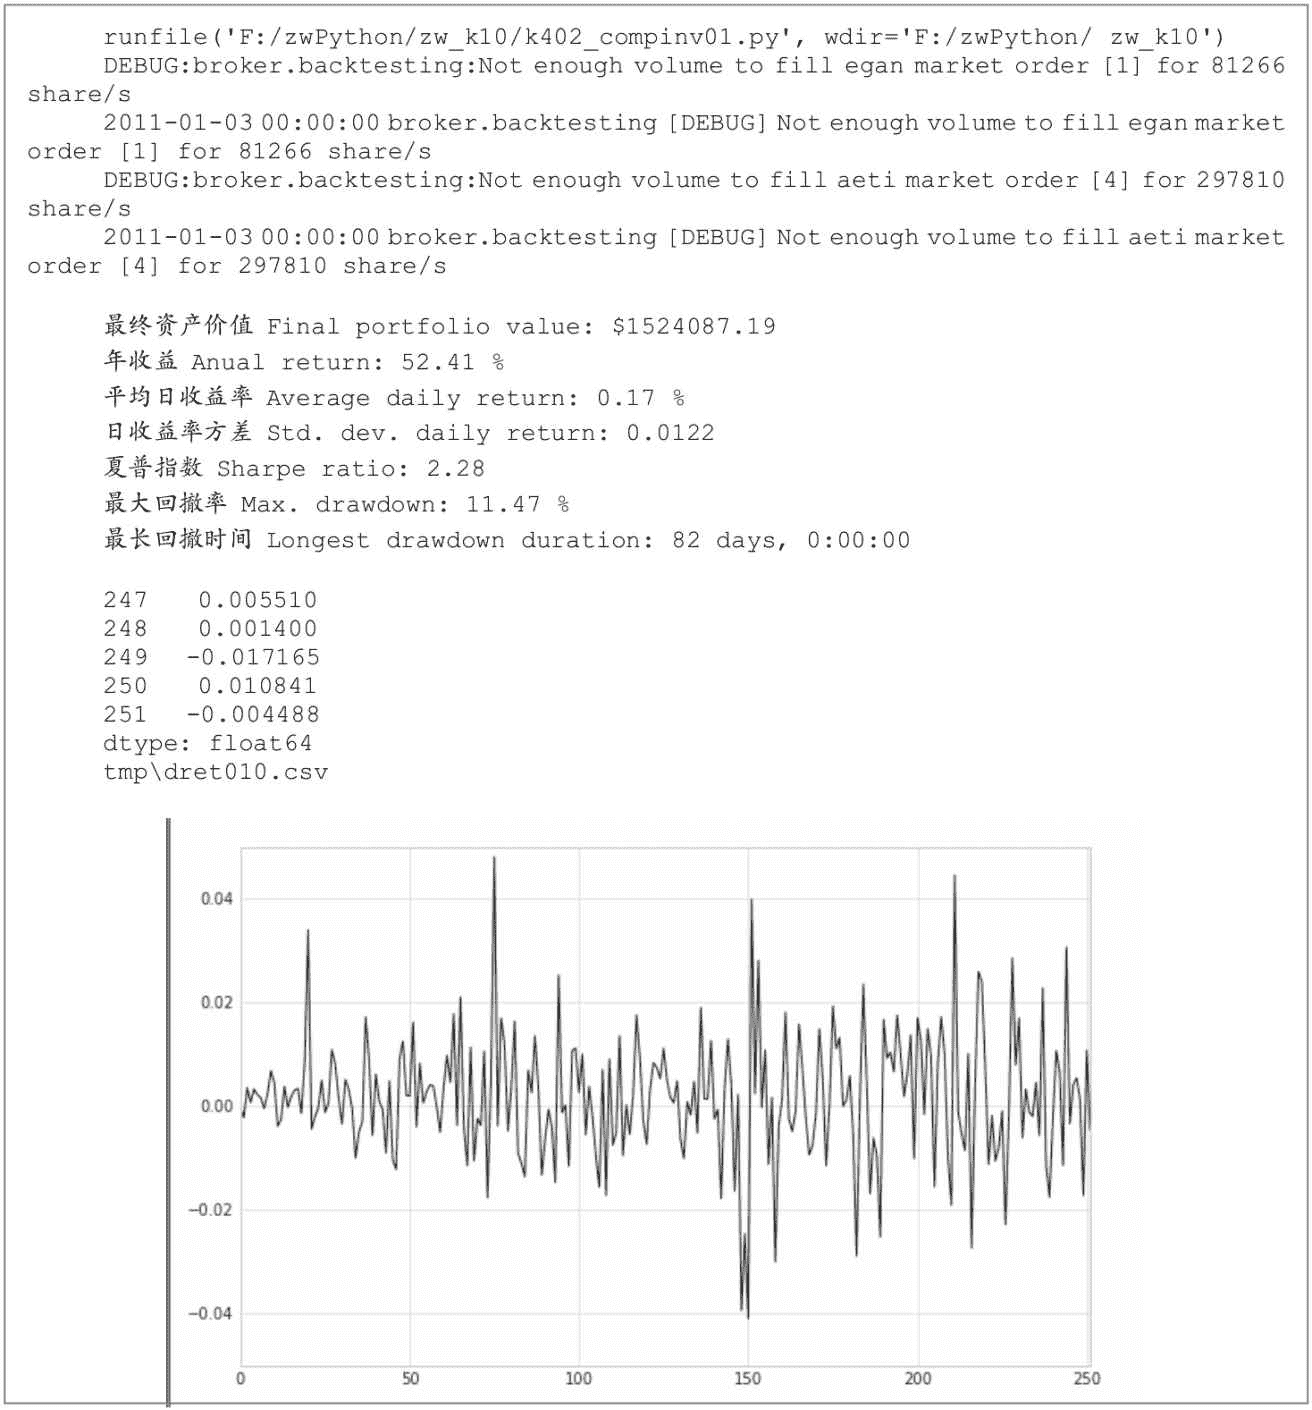 runfile('F:/zwPython/zw_k10/k402_compinv01.py', wdir='F:/zwPython/ zw_k10')
DEBUG:broker.backtesting:Not enough volume to fill egan market order [1] for 81266
share/s
2011-01-03 00:00:00 broker.backtesting [DEBUG] Not enough volume to fill egan market
order [1] for 81266 share/s
DEBUG:broker.backtesting:Not enough volume to fill aeti market order [4] for 297810
share/s
2011-01-03 00:00:00 broker.backtesting [DEBUG] Not enough volume to fill aeti market
order [4] for 297810 share/s
最终资产价值 Final portfolio value: $1524087.19
年收益 Anual return: 52.41 %
平均日收益率 Average daily return: 0.17 %
日收益率方差 Std. dev. daily return: 0.0122
夏普指数 Sharpe ratio: 2.28
最大回撤率 Max. drawdown: 11.47 %
最长回撤时间 Longest drawdown duration: 82 days, 0:00:00
247 0.005510
248 0.001400
249 -0.017165
250 0.010841
251 -0.004488
dtype: float64
tmp\dret010.csv
0.04
0.02
0.00
−0.02
−0.04
0 50 100 150 200 250